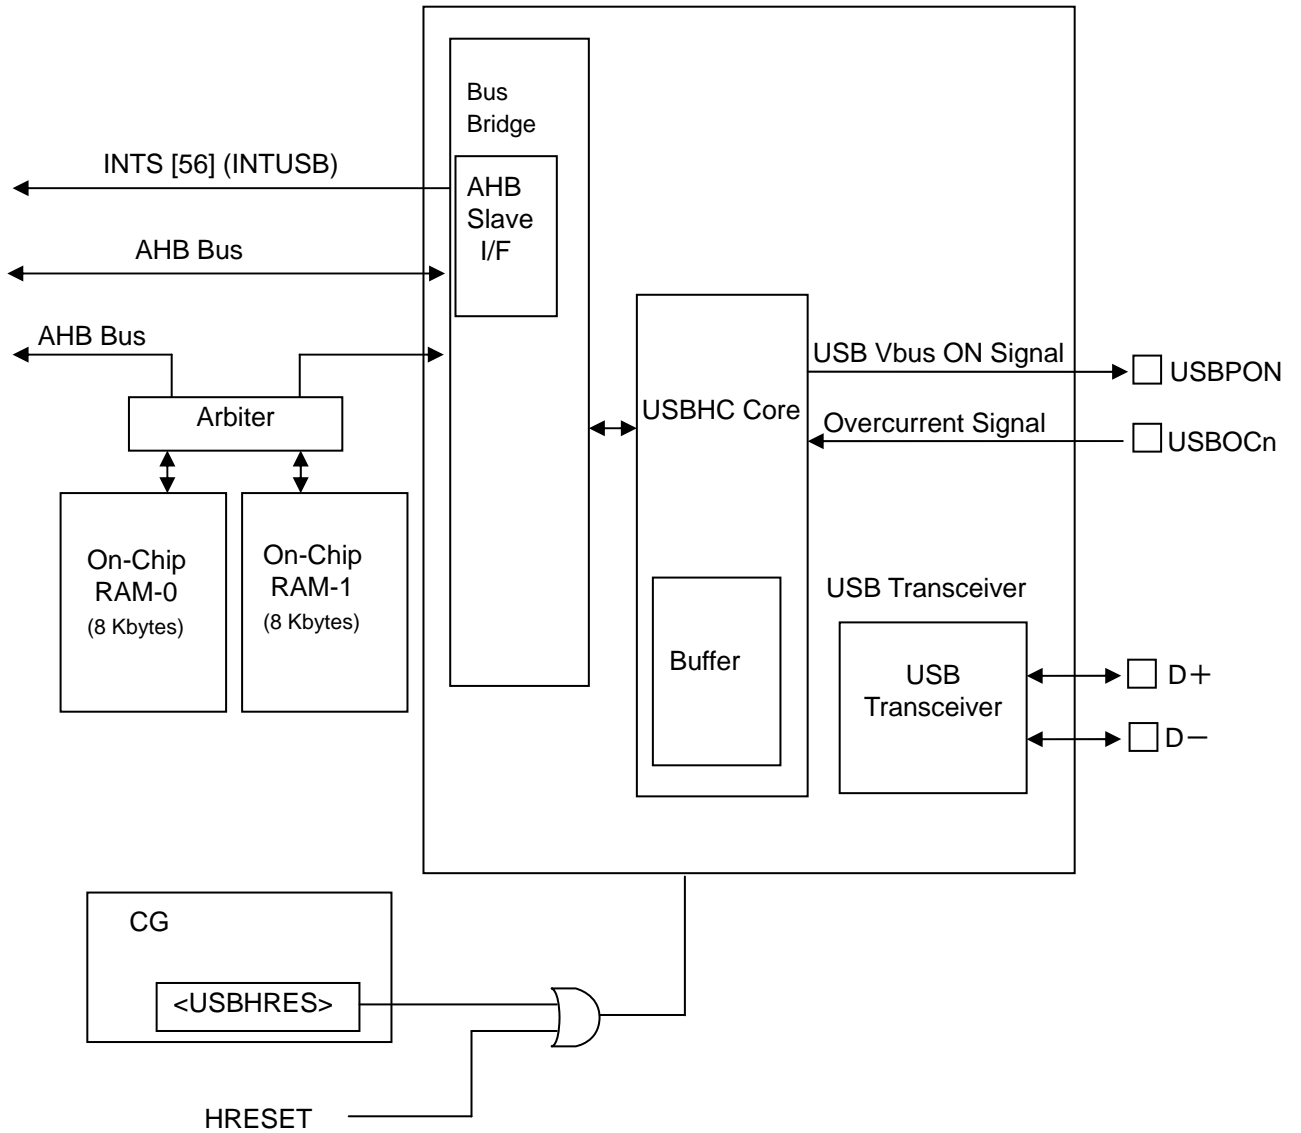 Bus
Bridge
INTS [56] (INTUSB)
AHB
Slave
I/F
AHB Bus
AHB Bus
Arbiter
On-Chip
RAM-0
(8 Kbytes)
On-Chip
RAM-1
(8 Kbytes)
USBHC Core
Buffer
USB Vbus ON Signal
USBPON
Overcurrent Signal
USBOCn
USB Transceiver
USB
Transceiver
D+
D−
CG
<USBHRES>
HRESET